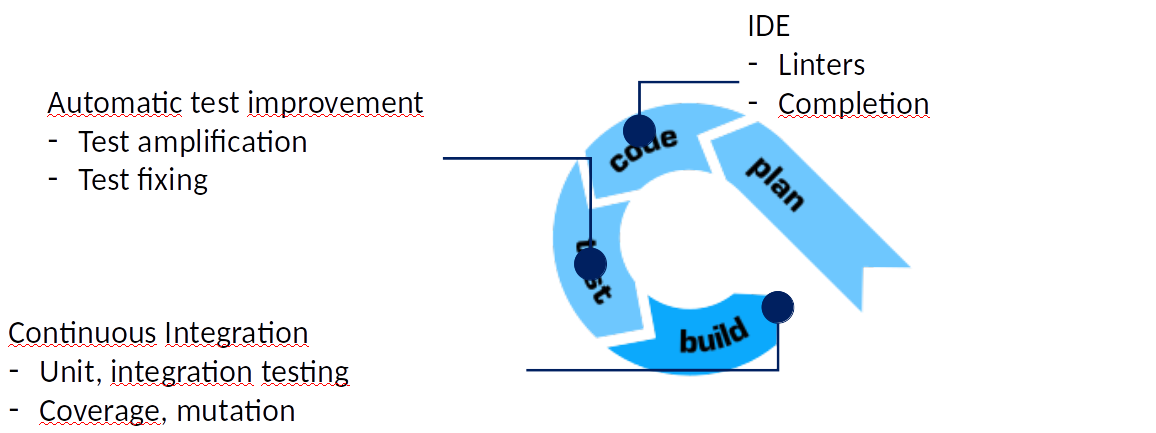 IDE
- Linters
- Completion
Automatic test improvement
- Test amplification
- Test fixing
code
plan
test
build
Continuous Integration
- Unit, integration testing
- Coverage, mutation